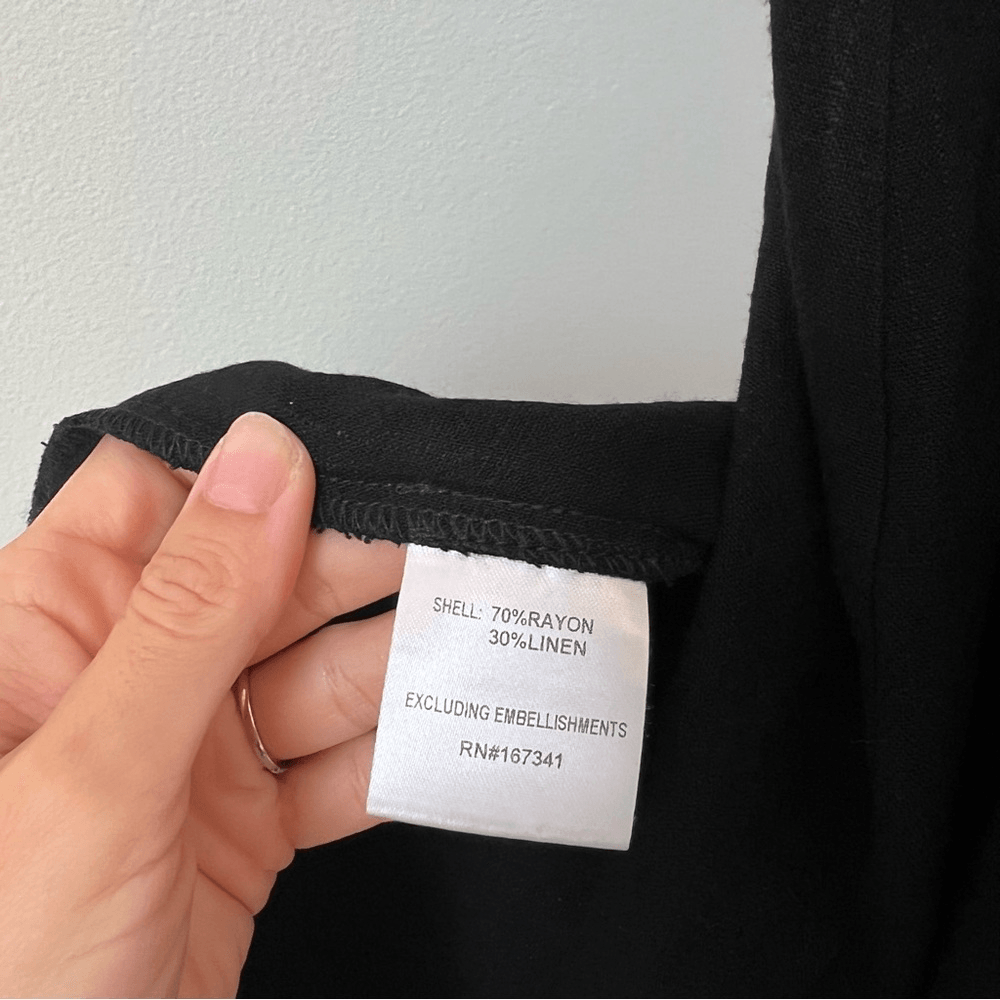 SHELL: 70%RAYON
30%LINEN
EXCLUDING EMBELLISHMENTS
RN#167341